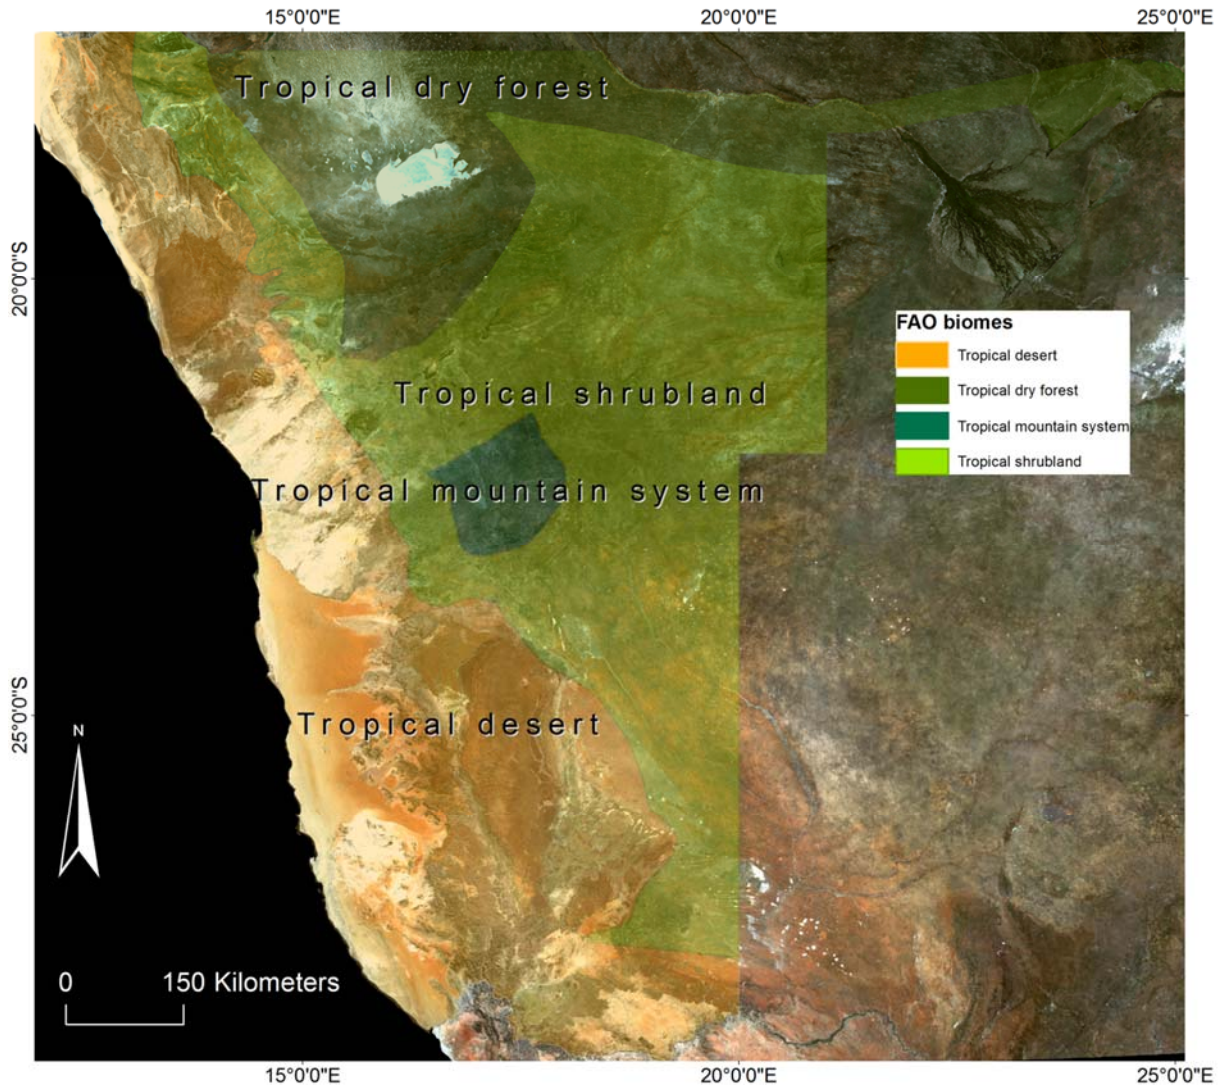 15°0'0"E 20°0'0"E 25°0'0"E
Tropical dry forest
20°0'0"S
FAO biomes
Tropical desert
Tropical dry forest
Tropical mountain system
Tropical shrubland
Tropical shrubland
Tropical mountain system
Tropical desert
25°0'0"S
N
0 150 Kilometers
15°0'0"E 20°0'0"E 25°0'0"E